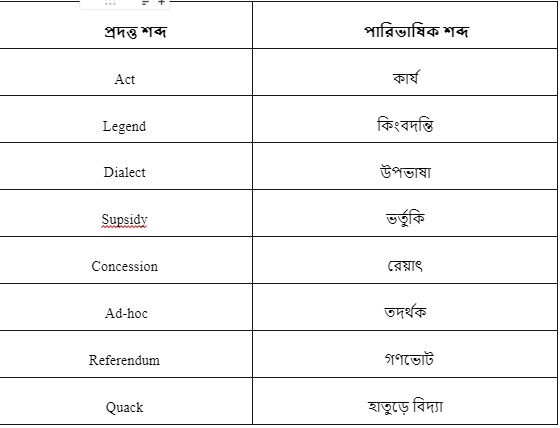 প্রদত্ত শব্দ পারিভাষিক শব্দ
Act কার্য
Legend কিংবদন্তি
Dialect উপভাষা
Supsidy ভর্তুকি
Concession রেয়াৎ
Ad-hoc তদর্থক
Referendum গণভোট
Quack হাতুড়ে বিদ্যা